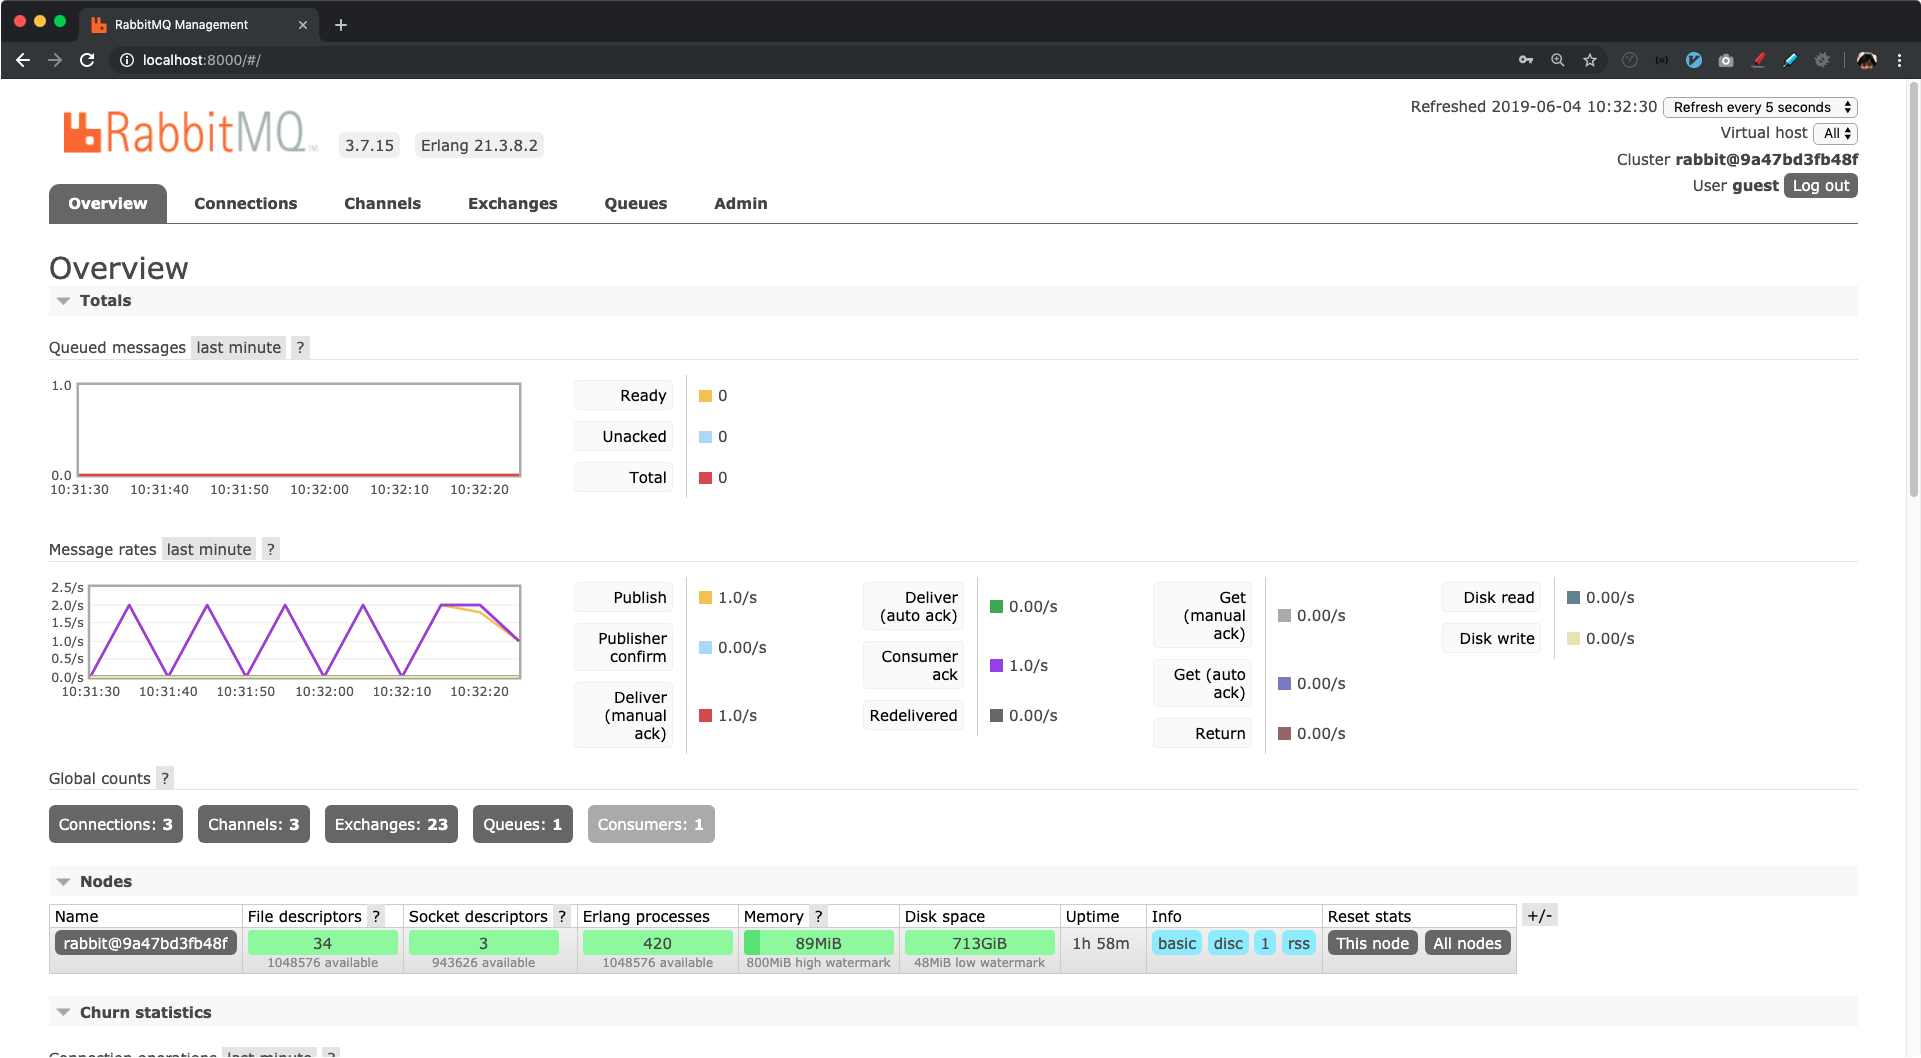 RabbitMQ Management
localhost:8000/#/
RabbitMQ™ 3.7.15 Erlang 21.3.8.2
Refreshed 2019-06-04 10:32:30 Refresh every 5 seconds
Virtual host All
Cluster rabbit@9a47bd3fb48f
User guest Log out
Overview Connections Channels Exchanges Queues Admin
Overview
Totals
Queued messages last minute ?
1.0
0.0
10:31:30 10:31:40 10:31:50 10:32:00 10:32:10 10:32:20
Ready 0
Unacked 0
Total 0
Message rates last minute ?
2.5/s
2.0/s
1.5/s
1.0/s
0.5/s
0.0/s
10:31:30 10:31:40 10:31:50 10:32:00 10:32:10 10:32:20
Publish 1.0/s
Publisher
confirm 0.00/s
Deliver
(manual
ack) 1.0/s
Deliver
(auto ack) 0.00/s
Consumer
ack 1.0/s
Redelivered 0.00/s
Get
(manual
ack) 0.00/s
Get (auto
ack) 0.00/s
Return 0.00/s
Disk read 0.00/s
Disk write 0.00/s
Global counts ?
Connections: 3 Channels: 3 Exchanges: 23 Queues: 1 Consumers: 1
Nodes
Name File descriptors ? Socket descriptors ? Erlang processes Memory ? Disk space Uptime Info Reset stats +/-
rabbit@9a47bd3fb48f 34 3 420 89MiB 713GiB 1h 58m basic disc 1 rss This node All nodes
1048576 available 943626 available 1048576 available 800MiB high watermark 48MiB low watermark
Churn statistics
Connection operations last minute ?